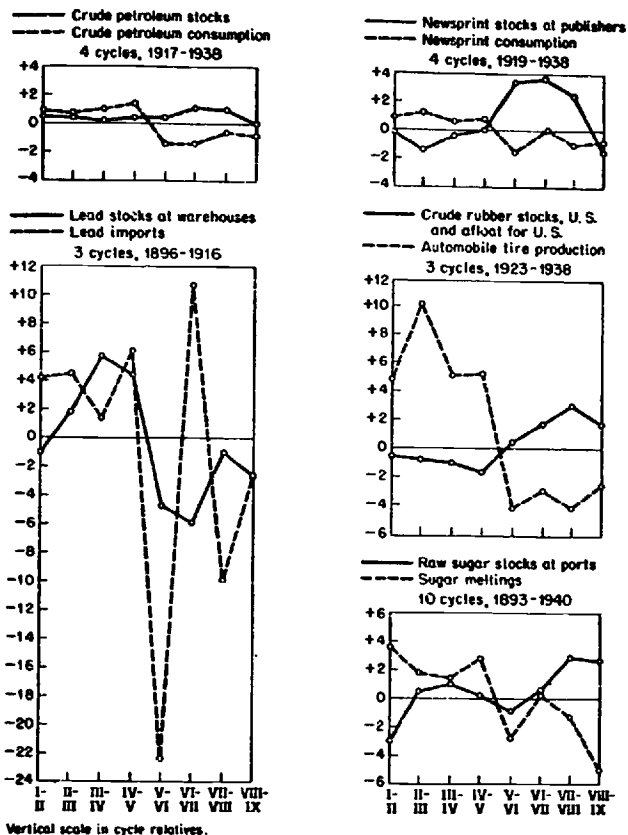 Crude petroleum stocks
Crude petroleum consumption
4 cycles, 1917-1938
+4
+2
0
-2
-4
Newsprint stocks at publishers
Newsprint consumption
4 cycles, 1919-1938
+4
+2
0
-2
-4
Lead stocks at warehouses
Lead imports
3 cycles, 1896-1916
+12
+10
+8
+6
+4
+2
0
-2
-4
-6
-8
-10
-12
-14
-16
-18
-20
-22
-24
I- II- III- IV- V- VI- VII- VIII-
II III IV V VI VII VIII IX
Crude rubber stocks, U.S.
and afloat for U.S.
Automobile tire production
3 cycles, 1923-1938
+12
+10
+8
+6
+4
+2
0
-2
-4
-6
Raw sugar stocks at ports
Sugar meltings
10 cycles, 1893-1940
+6
+4
+2
0
-2
-4
-6
I- II- III- IV- V- VI- VII- VIII-
II III IV V VI VII VIII IX
Vertical scale in cycle relatives.